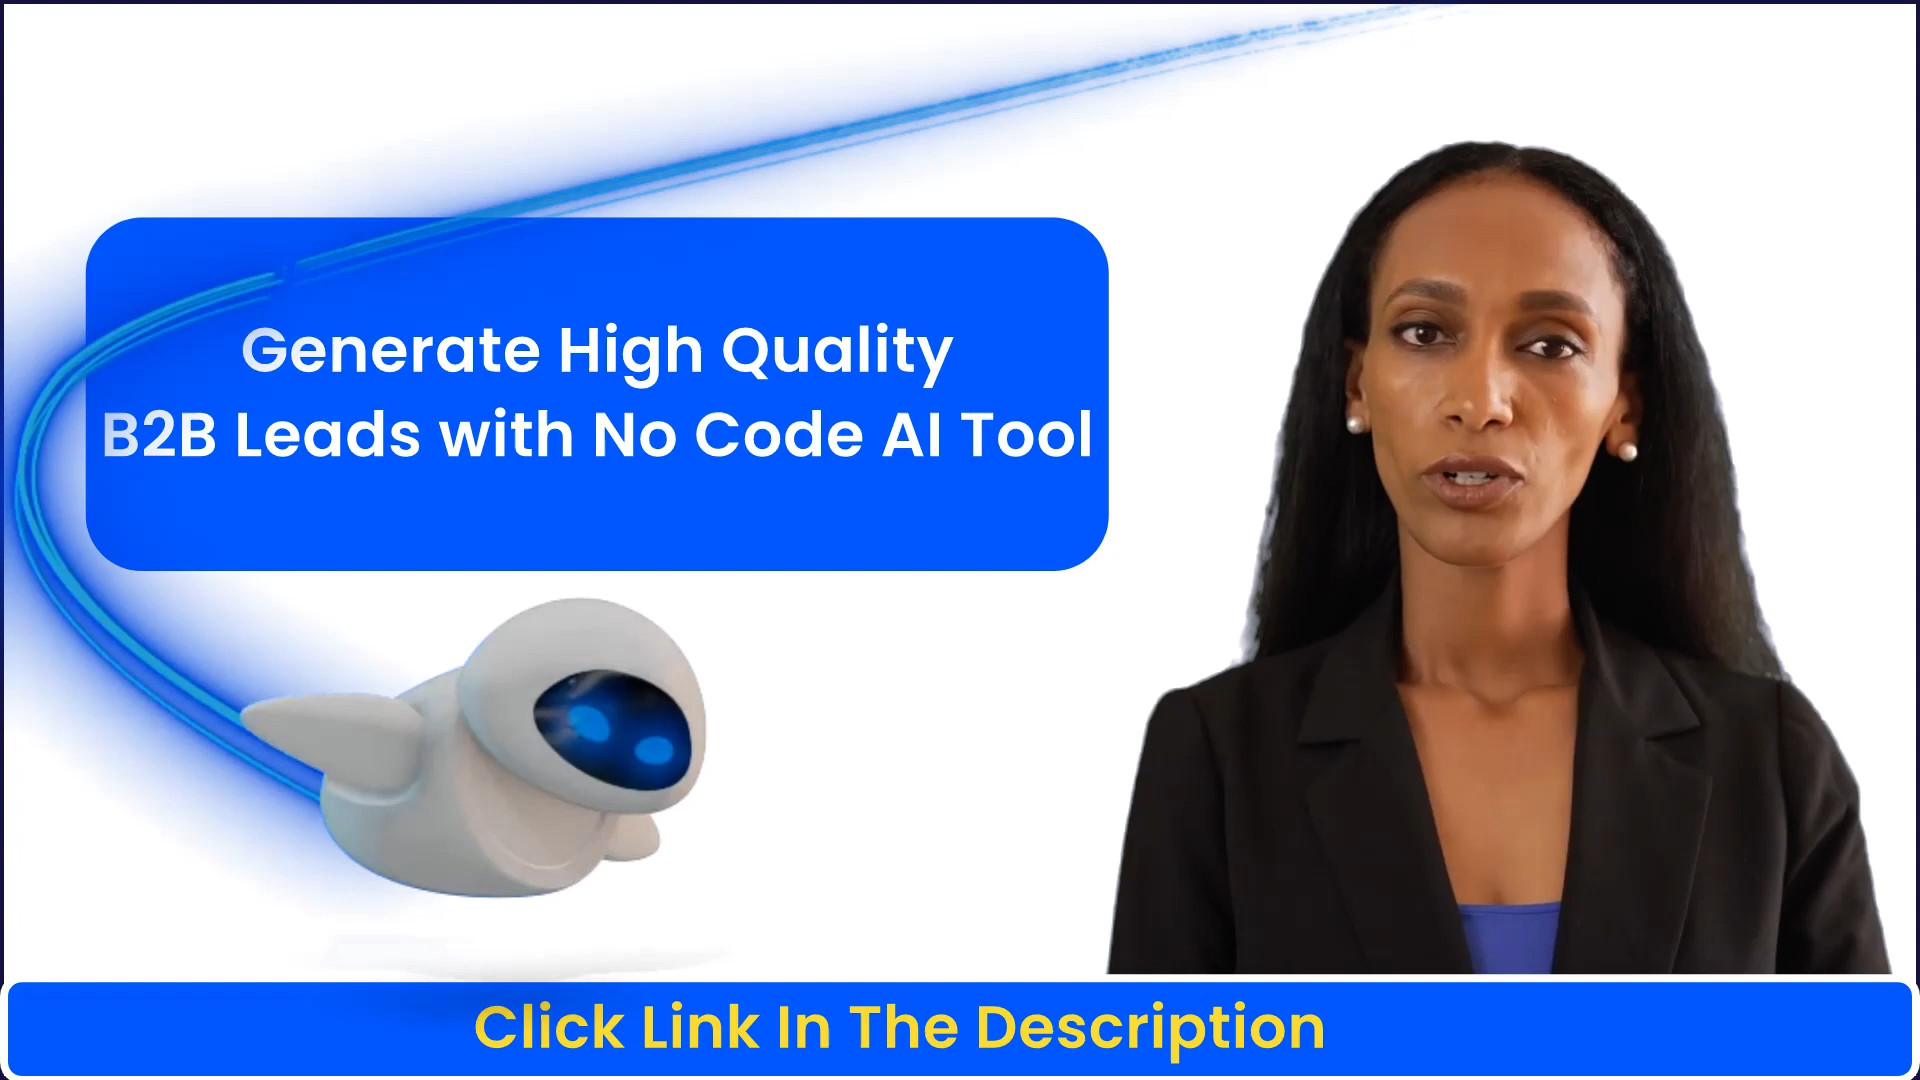 Generate High Quality
B2B Leads with No Code AI Tool
Click Link In The Description